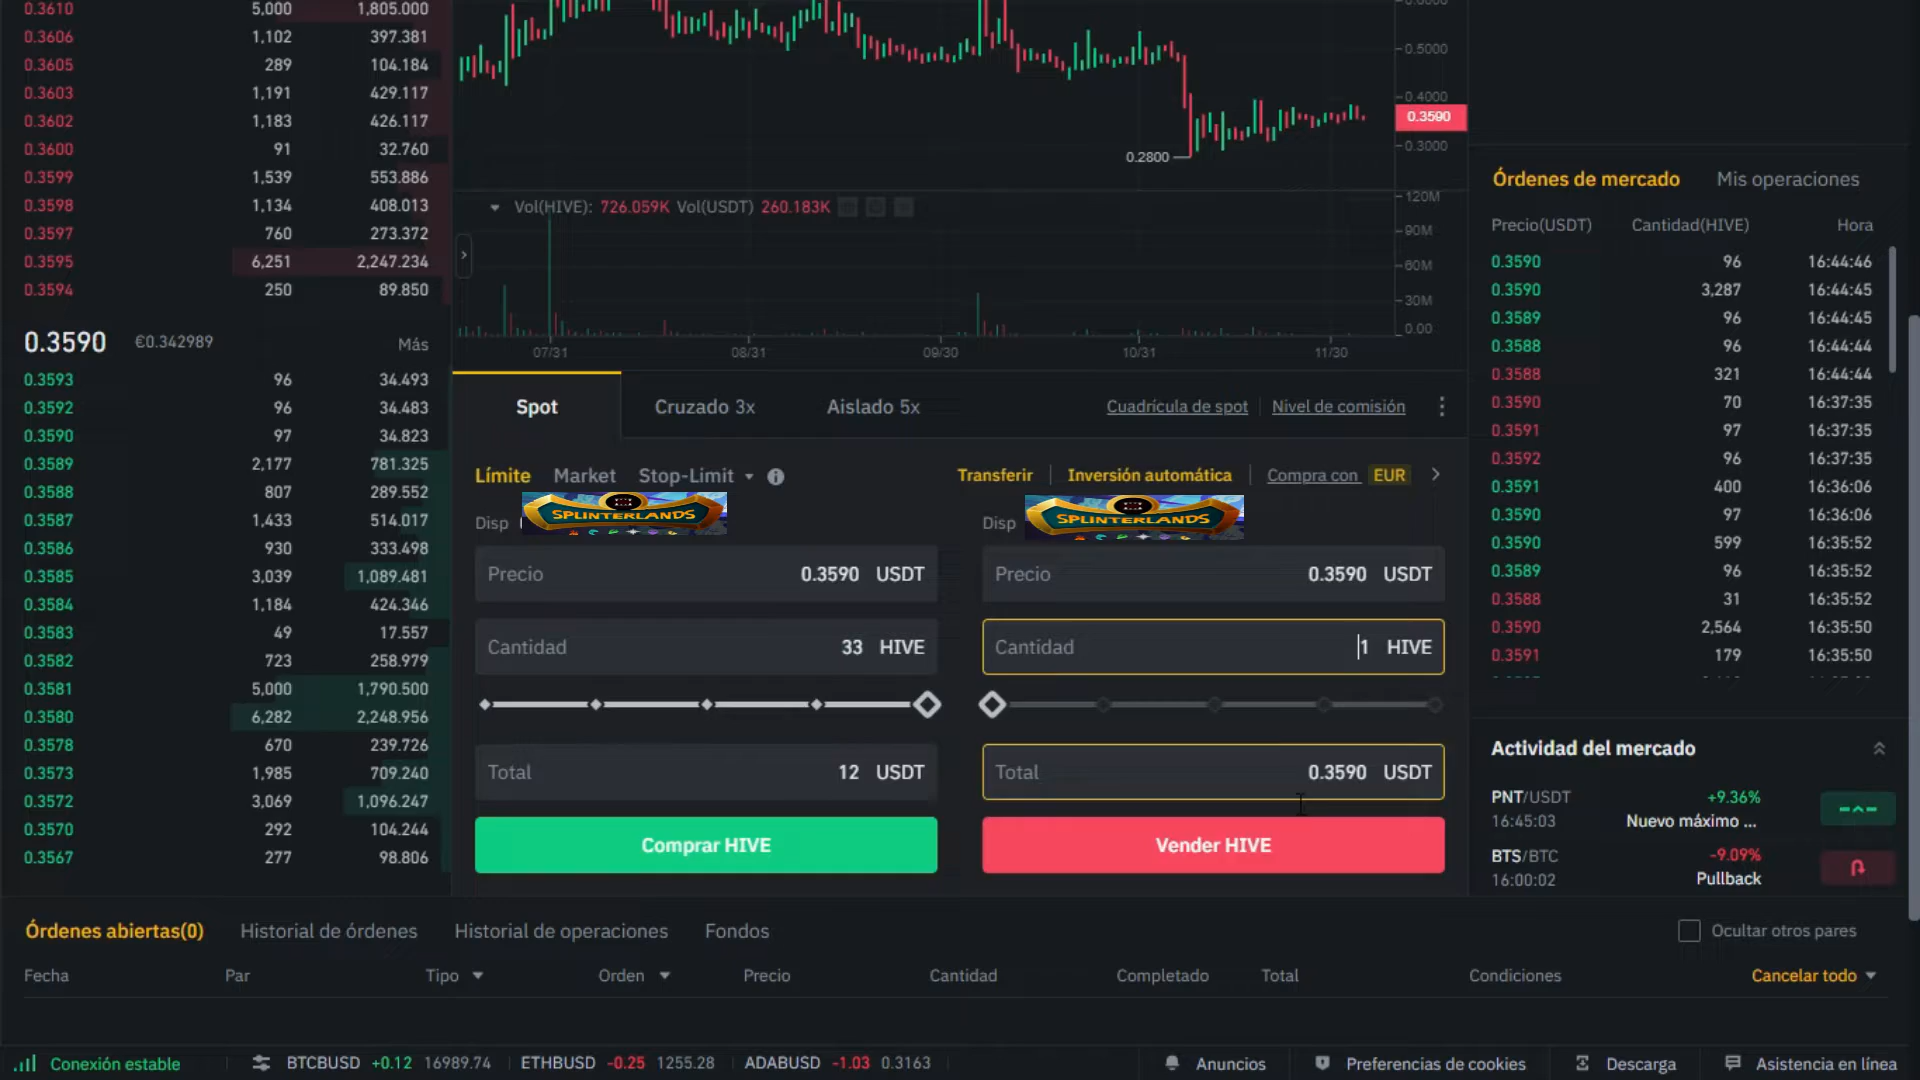 0.3610 5,000 1,805.000
0.3606 1,102 397.381
0.3605 289 104.184
0.3603 1,191 429.117
0.3602 1,183 426.117
0.3600 91 32.760
0.3599 1,539 553.886
0.3598 1,134 408.013
0.3597 760 273.372
0.3595 6,251 2,247.234
0.3594 250 89.850
0.3590 €0.342989 Más
0.3593 96 34.493
0.3592 96 34.483
0.3590 97 34.823
0.3589 2,177 781.325
0.3588 807 289.552
0.3587 1,433 514.017
0.3586 930 333.498
0.3585 3,039 1,089.481
0.3584 1,184 424.346
0.3583 49 17.557
0.3582 723 258.979
0.3581 5,000 1,790.500
0.3580 6,282 2,248.956
0.3578 670 239.726
0.3573 1,985 709.240
0.3572 3,069 1,096.247
0.3570 292 104.244
0.3567 277 98.806
0.5000
0.4000
0.3590
0.3000
0.2800
Vol(HIVE): 726.059K Vol(USDT) 260.183K
120M
90M
60M
30M
0.00
07/31 08/31 09/30 10/31 11/30
Spot Cruzado 3x Aislado 5x Cuadrícula de spot Nivel de comisión
Límite Market Stop-Limit Transferir Inversión automática Compra con EUR
Disp SPLINTERLANDS Disp SPLINTERLANDS
Precio 0.3590 USDT Precio 0.3590 USDT
Cantidad 33 HIVE Cantidad 1 HIVE
Total 12 USDT Total 0.3590 USDT
Comprar HIVE Vender HIVE
Órdenes de mercado Mis operaciones
Precio(USDT) Cantidad(HIVE) Hora
0.3590 96 16:44:46
0.3590 3,287 16:44:45
0.3589 96 16:44:45
0.3588 96 16:44:44
0.3588 321 16:44:44
0.3590 70 16:37:35
0.3591 97 16:37:35
0.3592 96 16:37:35
0.3591 400 16:36:06
0.3590 97 16:36:06
0.3590 599 16:35:52
0.3589 96 16:35:52
0.3588 31 16:35:52
0.3590 2,564 16:35:50
0.3591 179 16:35:50
Actividad del mercado
PNT/USDT +9.36%
16:45:03 Nuevo máximo ...
BTS/BTC -9.09%
16:00:02 Pullback
Órdenes abiertas(0) Historial de órdenes Historial de operaciones Fondos Ocultar otros pares
Fecha Par Tipo Orden Precio Cantidad Completado Total Condiciones Cancelar todo
Conexión estable BTCBUSD +0.12 16989.74 ETHBUSD -0.25 1255.28 ADABUSD -1.03 0.3163 Anuncios Preferencias de cookies Descarga Asistencia en línea